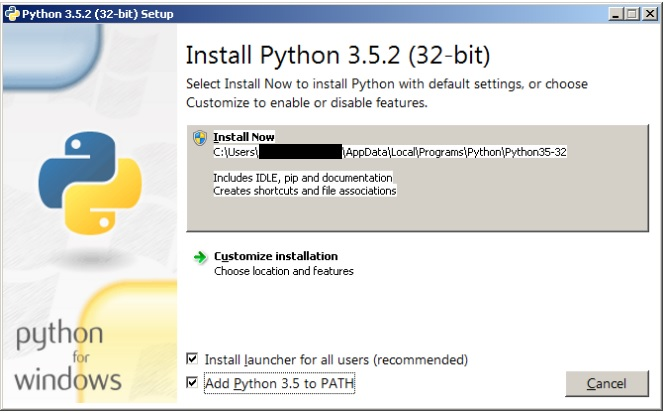 Python 3.5.2 (32-bit) Setup
Install Python 3.5.2 (32-bit)
Select Install Now to install Python with default settings, or choose
Customize to enable or disable features.
Install Now
C:\Users\ \AppData\Local\Programs\Python\Python35-32
Includes IDLE, pip and documentation
Creates shortcuts and file associations
Customize installation
Choose location and features
python
for
windows
Install launcher for all users (recommended)
Add Python 3.5 to PATH
Cancel